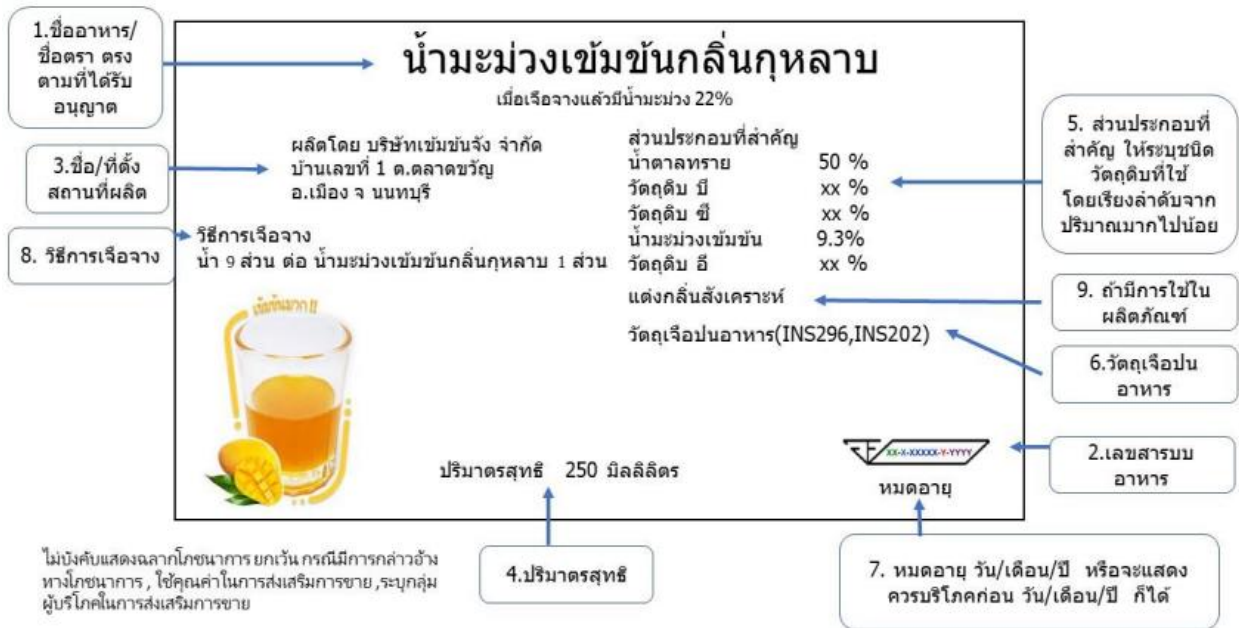 1.ชื่ออาหาร/
ชื่อตรา ตรง
ตามที่ได้รับ
อนุญาต
น้ำมะม่วงเข้มข้นกลิ่นกุหลาบ
เมื่อเจือจางแล้วมีน้ำมะม่วง 22%
3.ชื่อ/ที่ตั้ง
สถานที่ผลิต
ผลิตโดย บริษัทเข้มข้นจัง จำกัด
บ้านเลขที่ 1 ต.ตลาดขวัญ
อ.เมือง จ นนทบุรี
8. วิธีการเจือจาง
วิธีการเจือจาง
น้ำ 9 ส่วน ต่อ น้ำมะม่วงเข้มข้นกลิ่นกุหลาบ 1 ส่วน
ส่วนประกอบที่สำคัญ
น้ำตาลทราย 50 %
วัตถุดิบ บี xx %
วัตถุดิบ ซี xx %
น้ำมะม่วงเข้มข้น 9.3%
วัตถุดิบ อี xx %
แต่งกลิ่นสังเคราะห์
วัตถุเจือปนอาหาร(INS296,INS202)
5. ส่วนประกอบที่
สำคัญ ให้ระบุชนิด
วัตถุดิบที่ใช้
โดยเรียงลำดับจาก
ปริมาณมากไปน้อย
9. ถ้ามีการใช้ใน
ผลิตภัณฑ์
6.วัตถุเจือปน
อาหาร
2.เลขสารบบ
อาหาร
เข้มข้นมาก !!
XX-X-XXXXX-Y-YYYY
หมดอายุ
ปริมาตรสุทธิ 250 มิลลิลิตร
4.ปริมาตรสุทธิ
7. หมดอายุ วัน/เดือน/ปี หรือจะแสดง
ควรบริโภคก่อน วัน/เดือน/ปี ก็ได้
ไม่บังคับแสดงฉลากโภชนาการ ยกเว้น กรณีมีการกล่าวอ้าง
ทางโภชนาการ , ใช้คุณค่าในการส่งเสริมการขาย ,ระบุกลุ่ม
ผู้บริโภคในการส่งเสริมการขาย